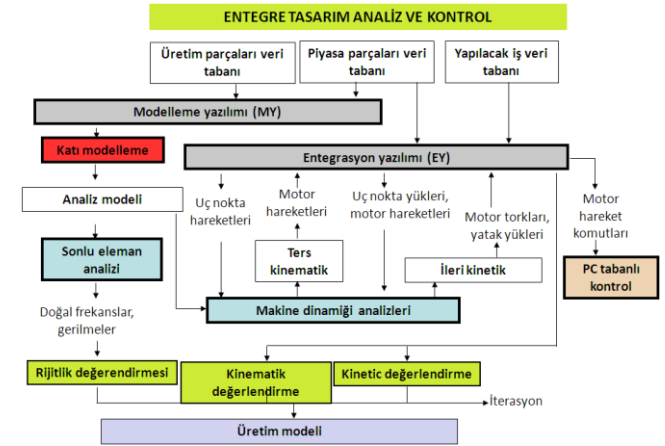 ENTEGRE TASARIM ANALİZ VE KONTROL
Üretim parçaları veri
tabanı
Piyasa parçaları veri
tabanı
Yapılacak iş veri
tabanı
Modelleme yazılımı (MY)
Katı modelleme
Entegrasyon yazılımı (EY)
Analiz modeli
Uç nokta
hareketleri
Motor
hareketleri
Uç nokta yükleri,
motor hareketleri
Motor torkları,
yatak yükleri
Motor
hareket
komutları
Sonlu eleman
analizi
Ters
kinematik
İleri kinetik
PC tabanlı
kontrol
Makine dinamiği analizleri
Doğal frekanslar,
gerilmeler
Rijitlik değerendirmesi
Kinematik
değerlendirme
Kinetic değerlendirme
İterasyon
Üretim modeli